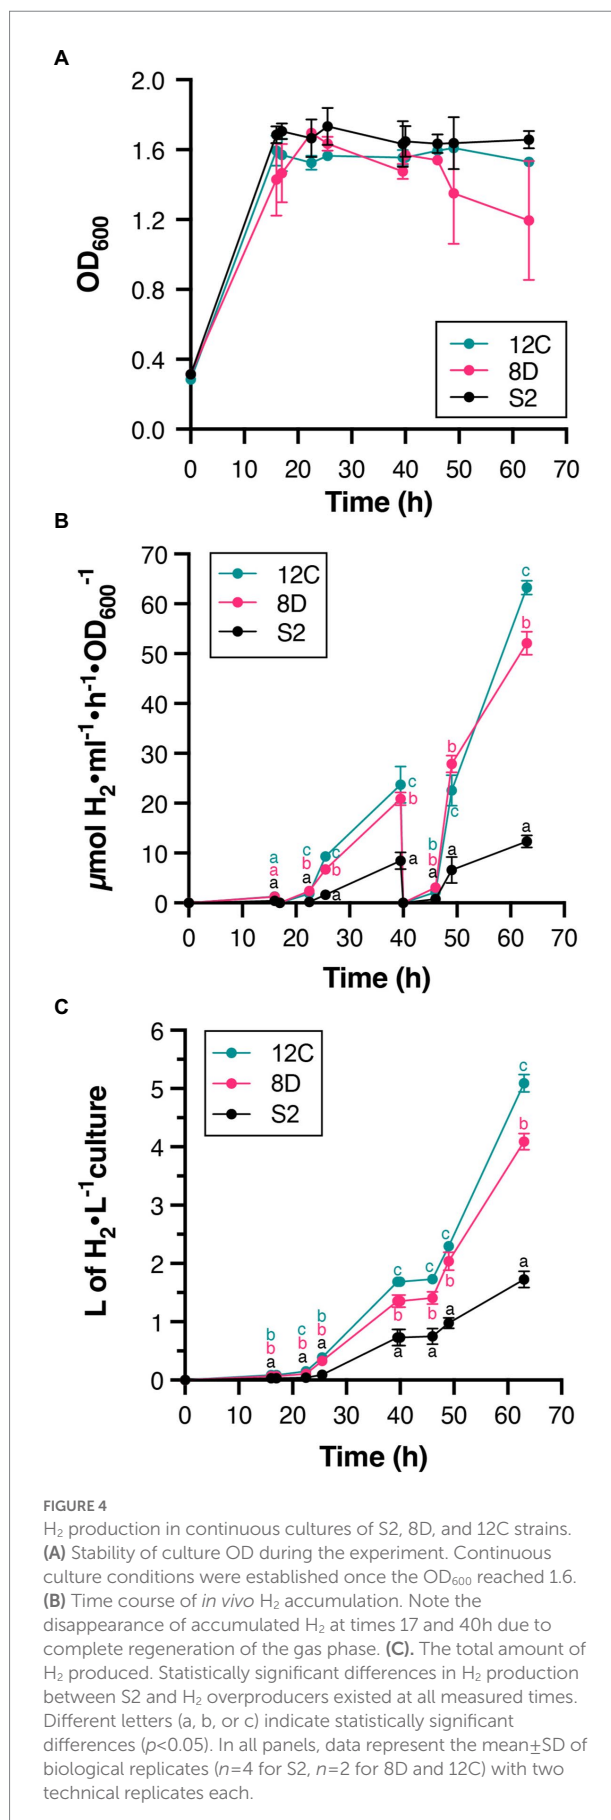 A
2.0
1.6
1.2
0.8
0.4
0.0
OD600
12C
8D
S2
0 10 20 30 40 50 60 70
Time (h)
B
70
60
50
40
30
20
10
0
µmol H2•ml-1•h-1•OD600-1
12C
8D
S2
a
a
a
c
b
a
c
b
a
c
b
a
b
b
a
b
c
a
c
b
a
0 10 20 30 40 50 60 70
Time (h)
C
6
5
4
3
2
1
0
L of H2•L-1culture
12C
8D
S2
b
b
a
c
b
a
b
b
a
c
b
a
c
b
a
c
b
a
c
b
a
0 10 20 30 40 50 60 70
Time (h)
FIGURE 4
H2 production in continuous cultures of S2, 8D, and 12C strains.
(A) Stability of culture OD during the experiment. Continuous
culture conditions were established once the OD600 reached 1.6.
(B) Time course of in vivo H2 accumulation. Note the
disappearance of accumulated H2 at times 17 and 40h due to
complete regeneration of the gas phase. (C). The total amount of
H2 produced. Statistically significant differences in H2 production
between S2 and H2 overproducers existed at all measured times.
Different letters (a, b, or c) indicate statistically significant
differences (p<0.05). In all panels, data represent the mean±SD of
biological replicates (n=4 for S2, n=2 for 8D and 12C) with two
technical replicates each.